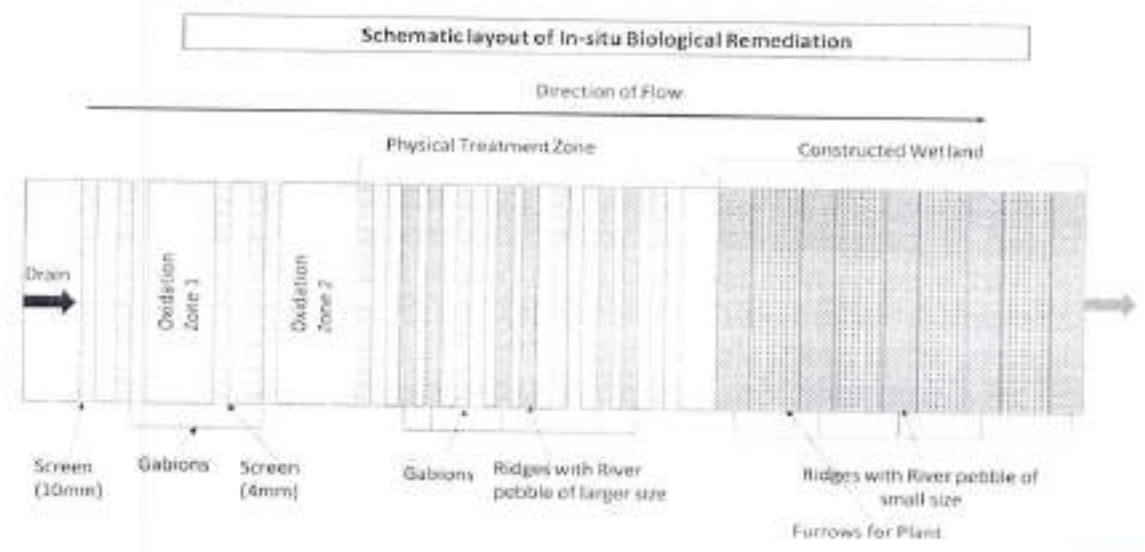 Schematic layout of In-situ Biological Remediation
Direction of Flow
Physical Treatment Zone
Constructed Wetland
Drain
Oxidation
Zone 1
Oxidation
Zone 2
Screen
(10mm)
Gabions
Screen
(4mm)
Gabions
Ridges with River
pebble of larger size
Ridges with River pebble of
small size
Furrows for Plant